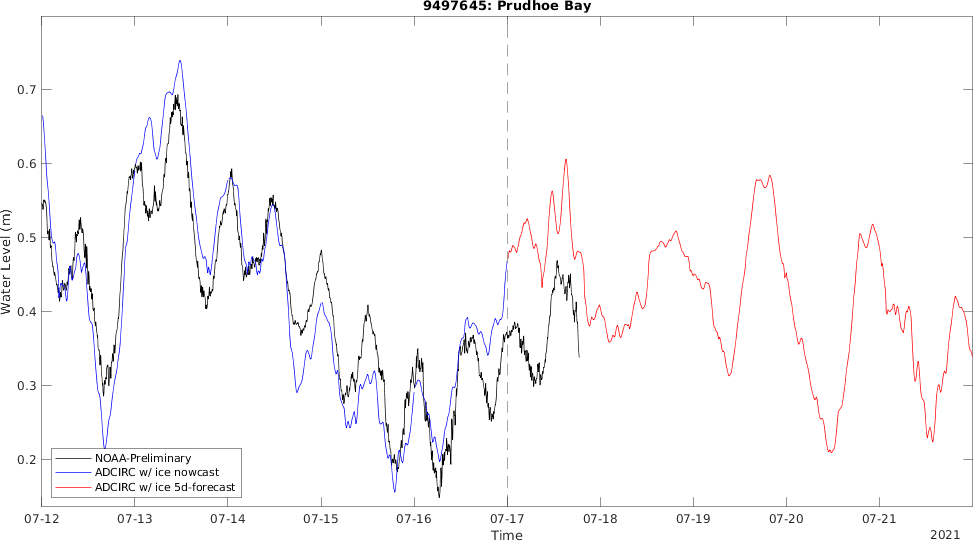 9497645: Prudhoe Bay
Water Level (m)
0.7
0.6
0.5
0.4
0.3
0.2
NOAA-Preliminary
ADCIRC w/ ice nowcast
ADCIRC w/ ice 5d-forecast
07-12 07-13 07-14 07-15 07-16 07-17 07-18 07-19 07-20 07-21
Time
2021